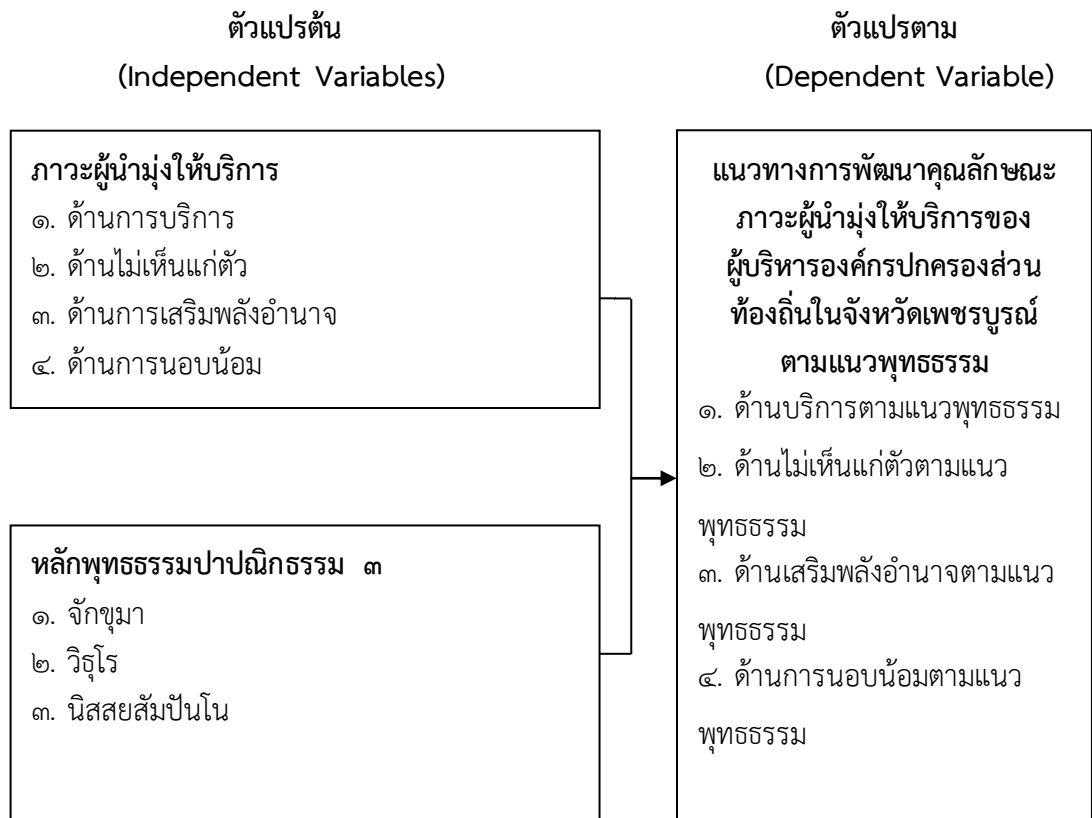 ตัวแปรต้น
(Independent Variables)
ภาวะผู้นำมุ่งให้บริการ
๑. ด้านการบริการ
๒. ด้านไม่เห็นแก่ตัว
๓. ด้านการเสริมพลังอำนาจ
๔. ด้านการนอบน้อม
หลักพุทธธรรมปาปณิกธรรม ๓
๑. จักขุมา
๒. วิธุโร
๓. นิสสยสัมปันโน
ตัวแปรตาม
(Dependent Variable)
แนวทางการพัฒนาคุณลักษณะ
ภาวะผู้นำมุ่งให้บริการของ
ผู้บริหารองค์กรปกครองส่วน
ท้องถิ่นในจังหวัดเพชรบูรณ์
ตามแนวพุทธธรรม
๑. ด้านบริการตามแนวพุทธธรรม
๒. ด้านไม่เห็นแก่ตัวตามแนว
พุทธธรรม
๓. ด้านเสริมพลังอำนาจตามแนว
พุทธธรรม
๔. ด้านการนอบน้อมตามแนว
พุทธธรรม